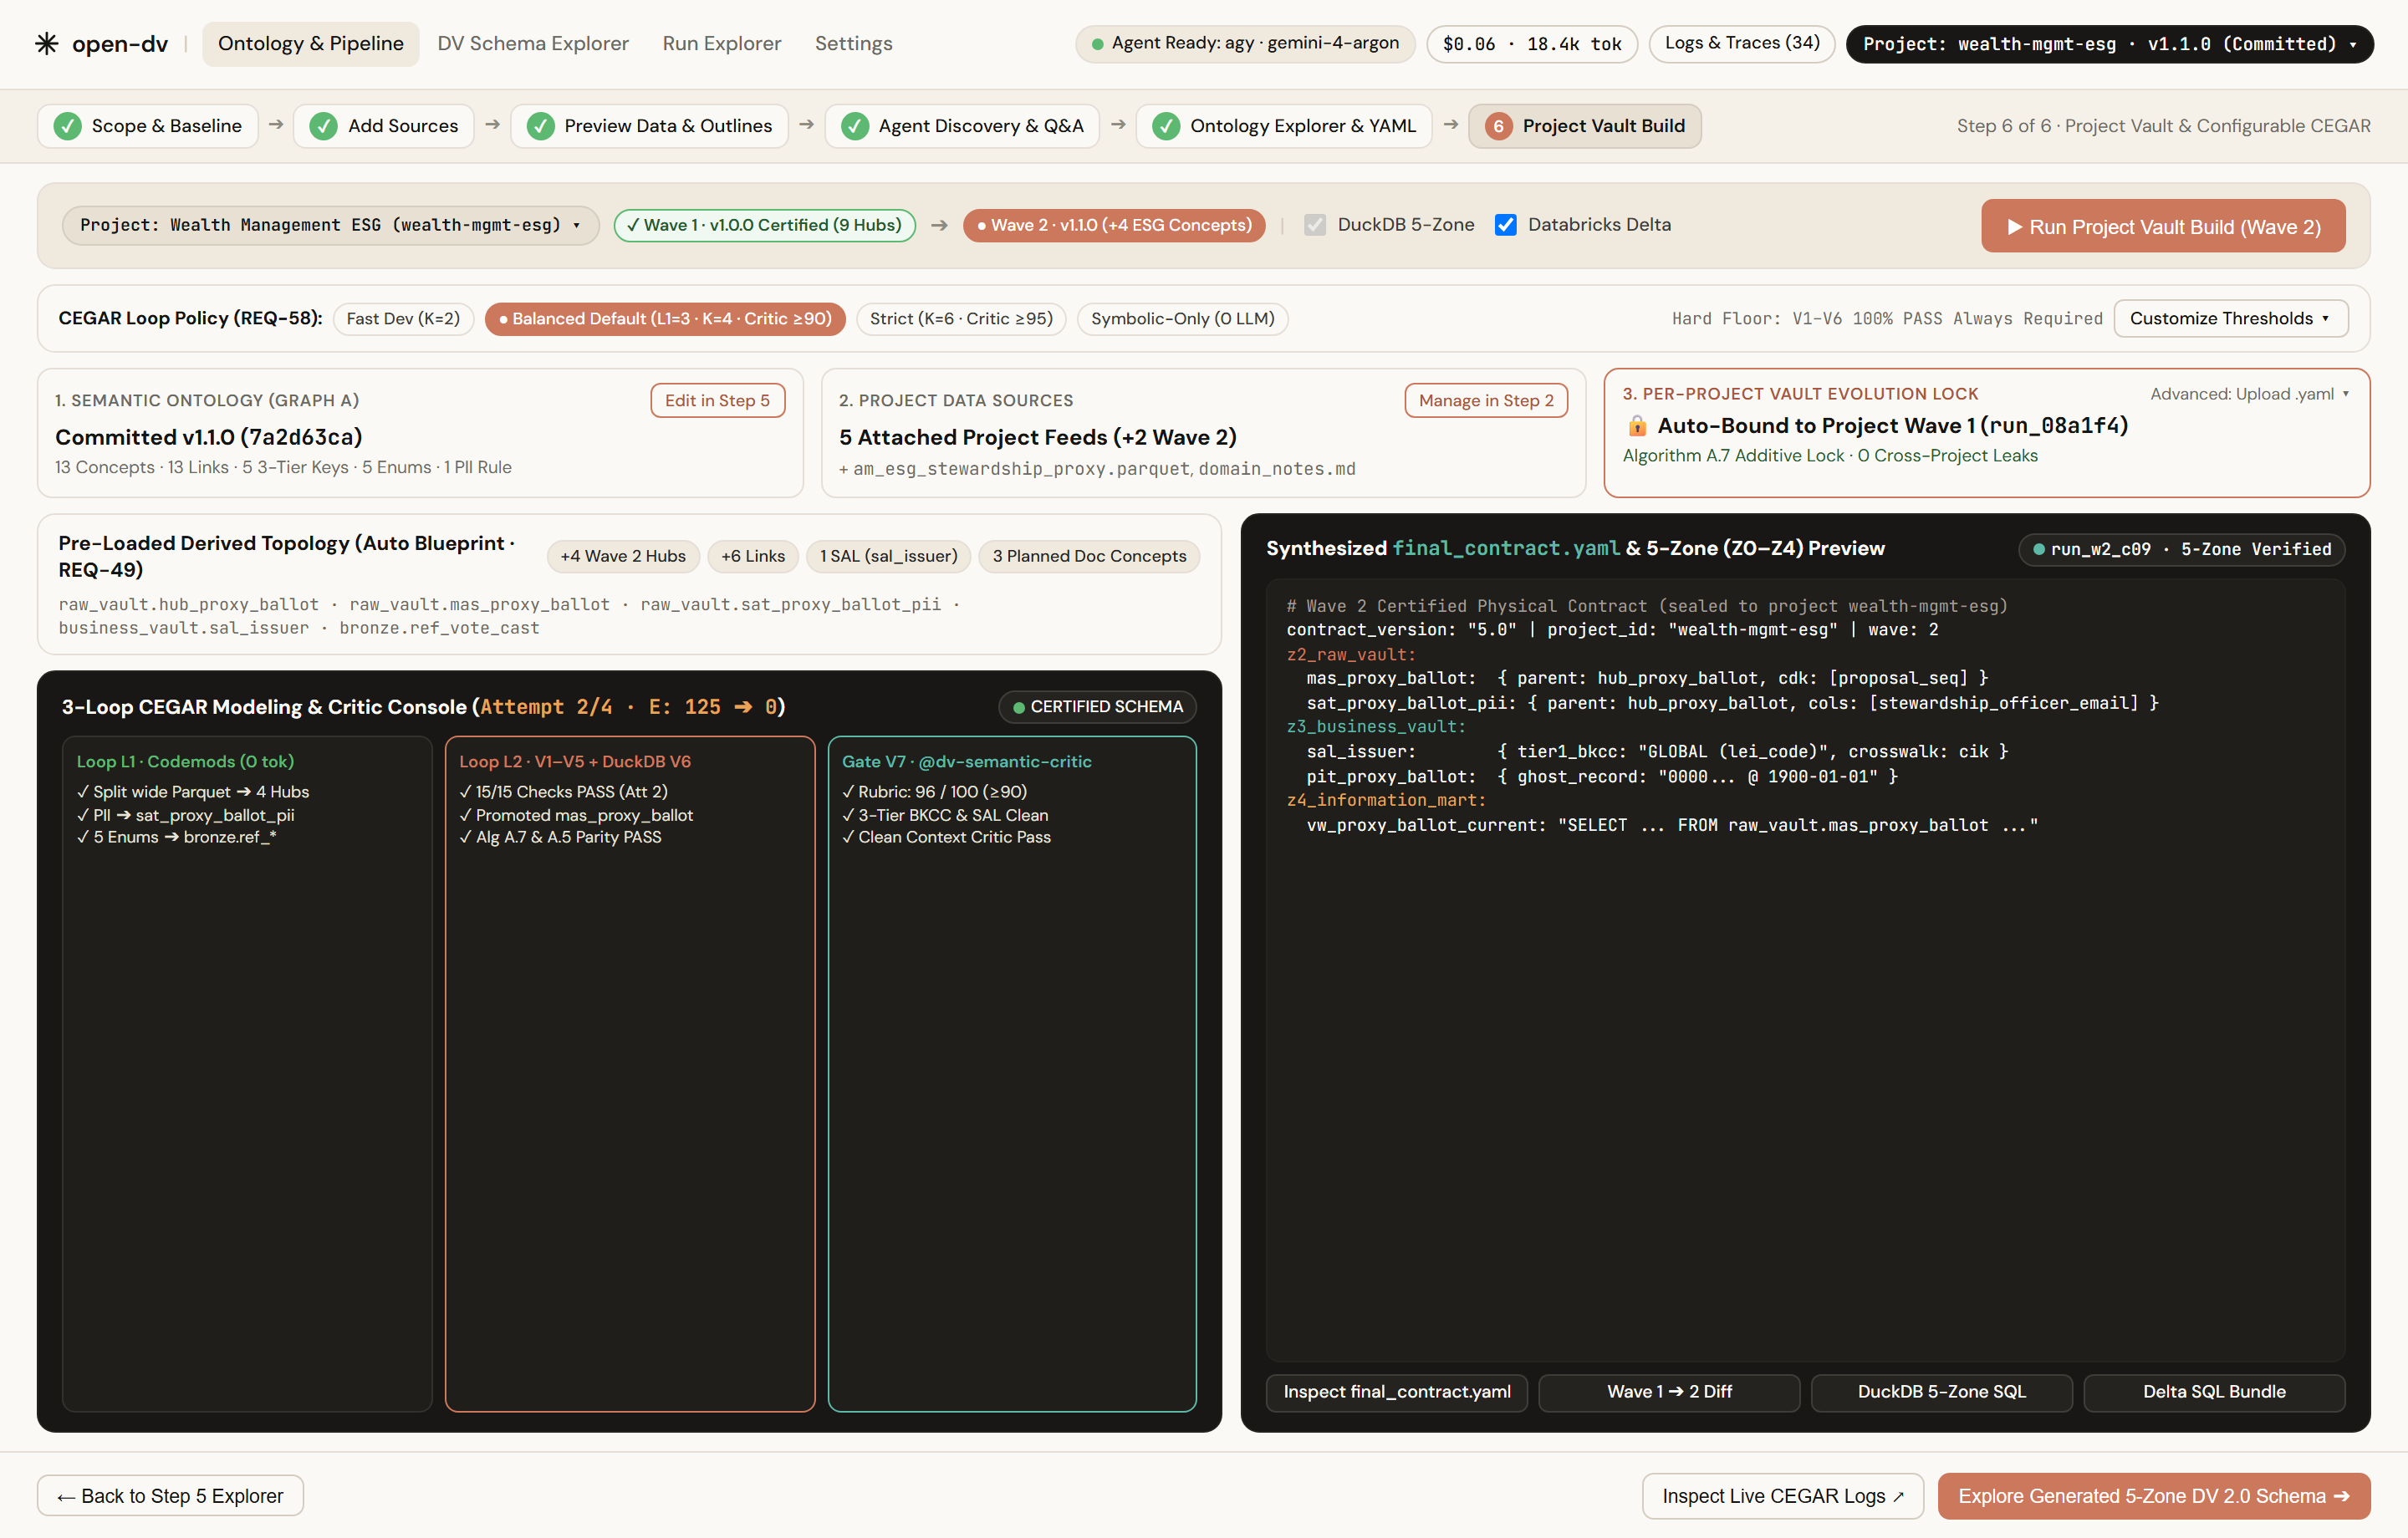 open-dv | Ontology & Pipeline DV Schema Explorer Run Explorer Settings ● Agent Ready: agy · gemini-4-argon $0.06 · 18.4k tok Logs & Traces (34) Project: wealth-mgmt-esg · v1.1.0 (Committed) ▾
✓ Scope & Baseline → ✓ Add Sources → ✓ Preview Data & Outlines → ✓ Agent Discovery & Q&A → ✓ Ontology Explorer & YAML → 6 Project Vault Build Step 6 of 6 · Project Vault & Configurable CEGAR
Project: Wealth Management ESG (wealth-mgmt-esg) ▾ ✓ Wave 1 · v1.0.0 Certified (9 Hubs) → ● Wave 2 · v1.1.0 (+4 ESG Concepts) | DuckDB 5-Zone Databricks Delta ▶ Run Project Vault Build (Wave 2)
CEGAR Loop Policy (REQ-58): Fast Dev (K=2) ● Balanced Default (L1=3 · K=4 · Critic ≥90) Strict (K=6 · Critic ≥95) Symbolic-Only (0 LLM) Hard Floor: V1-V6 100% PASS Always Required Customize Thresholds ▾
1. SEMANTIC ONTOLOGY (GRAPH A) Edit in Step 5
Committed v1.1.0 (7a2d63ca)
13 Concepts · 13 Links · 5 3-Tier Keys · 5 Enums · 1 PII Rule
2. PROJECT DATA SOURCES Manage in Step 2
5 Attached Project Feeds (+2 Wave 2)
+ am_esg_stewardship_proxy.parquet, domain_notes.md
3. PER-PROJECT VAULT EVOLUTION LOCK Advanced: Upload .yaml ▾
🔒 Auto-Bound to Project Wave 1 (run_08a1f4)
Algorithm A.7 Additive Lock · 0 Cross-Project Leaks
Pre-Loaded Derived Topology (Auto Blueprint ·
REQ-49)
+4 Wave 2 Hubs +6 Links 1 SAL (sal_issuer) 3 Planned Doc Concepts
raw_vault.hub_proxy_ballot · raw_vault.mas_proxy_ballot · raw_vault.sat_proxy_ballot_pii ·
business_vault.sal_issuer · bronze.ref_vote_cast
3-Loop CEGAR Modeling & Critic Console (Attempt 2/4 · E: 125 ➔ 0) ● CERTIFIED SCHEMA
Loop L1 · Codemods (0 tok)
✓ Split wide Parquet ➔ 4 Hubs
✓ PII ➔ sat_proxy_ballot_pii
✓ 5 Enums ➔ bronze.ref_*
Loop L2 · V1–V5 + DuckDB V6
✓ 15/15 Checks PASS (Att 2)
✓ Promoted mas_proxy_ballot
✓ Alg A.7 & A.5 Parity PASS
Gate V7 · @dv-semantic-critic
✓ Rubric: 96 / 100 (≥90)
✓ 3-Tier BKCC & SAL Clean
✓ Clean Context Critic Pass
Synthesized final_contract.yaml & 5-Zone (Z0–Z4) Preview ● run_w2_c09 · 5-Zone Verified
# Wave 2 Certified Physical Contract (sealed to project wealth-mgmt-esg)
contract_version: "5.0" | project_id: "wealth-mgmt-esg" | wave: 2
z2_raw_vault:
mas_proxy_ballot: { parent: hub_proxy_ballot, cdk: [proposal_seq] }
sat_proxy_ballot_pii: { parent: hub_proxy_ballot, cols: [stewardship_officer_email] }
z3_business_vault:
sal_issuer: { tier1_bkcc: "GLOBAL (lei_code)", crosswalk: cik }
pit_proxy_ballot: { ghost_record: "0000... @ 1900-01-01" }
z4_information_mart:
vw_proxy_ballot_current: "SELECT ... FROM raw_vault.mas_proxy_ballot ..."
Inspect final_contract.yaml Wave 1 ➔ 2 Diff DuckDB 5-Zone SQL Delta SQL Bundle
← Back to Step 5 Explorer Inspect Live CEGAR Logs ↗ Explore Generated 5-Zone DV 2.0 Schema ➔